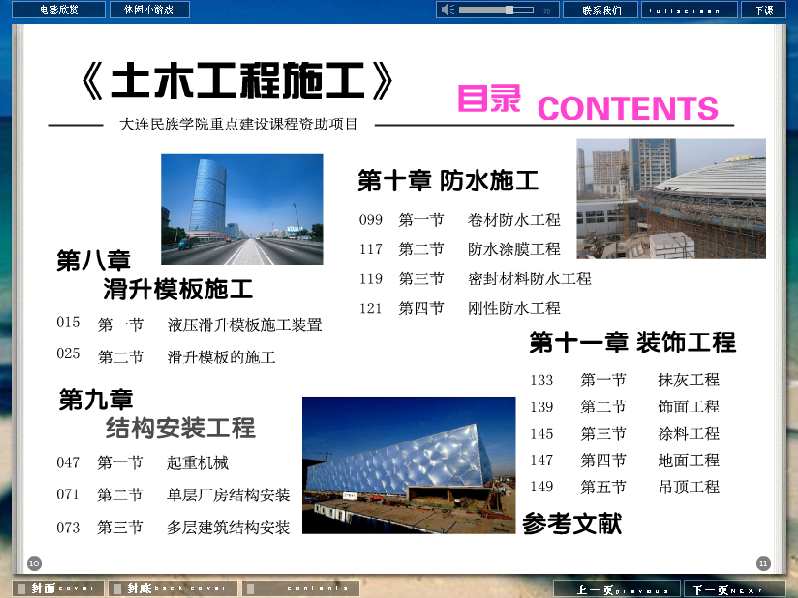 电影欣赏
休闲小游戏
70
联系我们
fullscreen
下课
《土木工程施工》
大连民族学院重点建设课程资助项目
目录 CONTENTS
第八章
滑升模板施工
015 第一节 液压滑升模板施工装置
025 第二节 滑升模板的施工
第九章
结构安装工程
047 第一节 起重机械
071 第二节 单层厂房结构安装
073 第三节 多层建筑结构安装
第十章 防水施工
099 第一节 卷材防水工程
117 第二节 防水涂膜工程
119 第三节 密封材料防水工程
121 第四节 刚性防水工程
第十一章 装饰工程
133 第一节 抹灰工程
139 第二节 饰面工程
145 第三节 涂料工程
147 第四节 地面工程
149 第五节 吊顶工程
参考文献
10
11
封面cover
封底back cover
contents
上一页previous
下一页NEXT